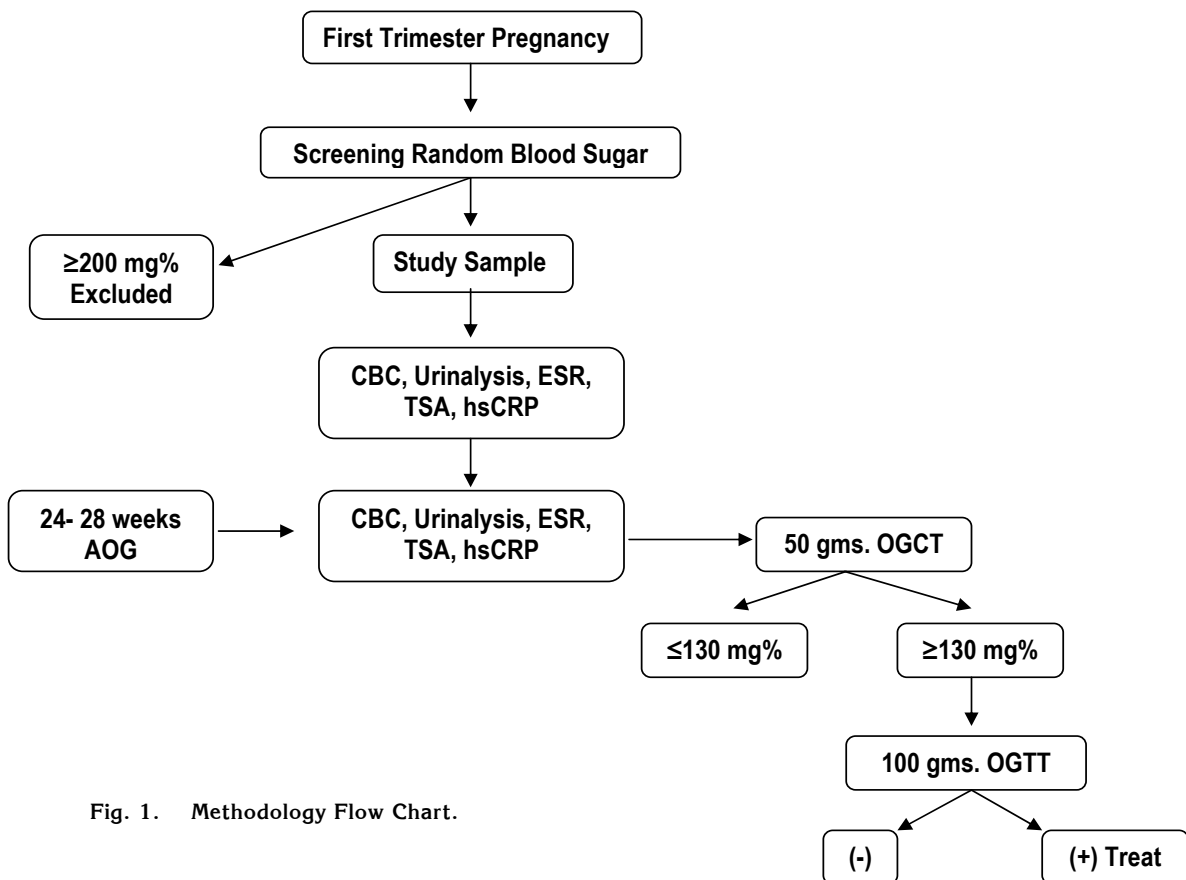 First Trimester Pregnancy
Screening Random Blood Sugar
≥200 mg%
Excluded
Study Sample
CBC, Urinalysis, ESR,
TSA, hsCRP
24- 28 weeks
AOG
CBC, Urinalysis, ESR,
TSA, hsCRP
50 gms. OGCT
≤130 mg%
≥130 mg%
100 gms. OGTT
(-)
(+) Treat
Fig. 1. Methodology Flow Chart.